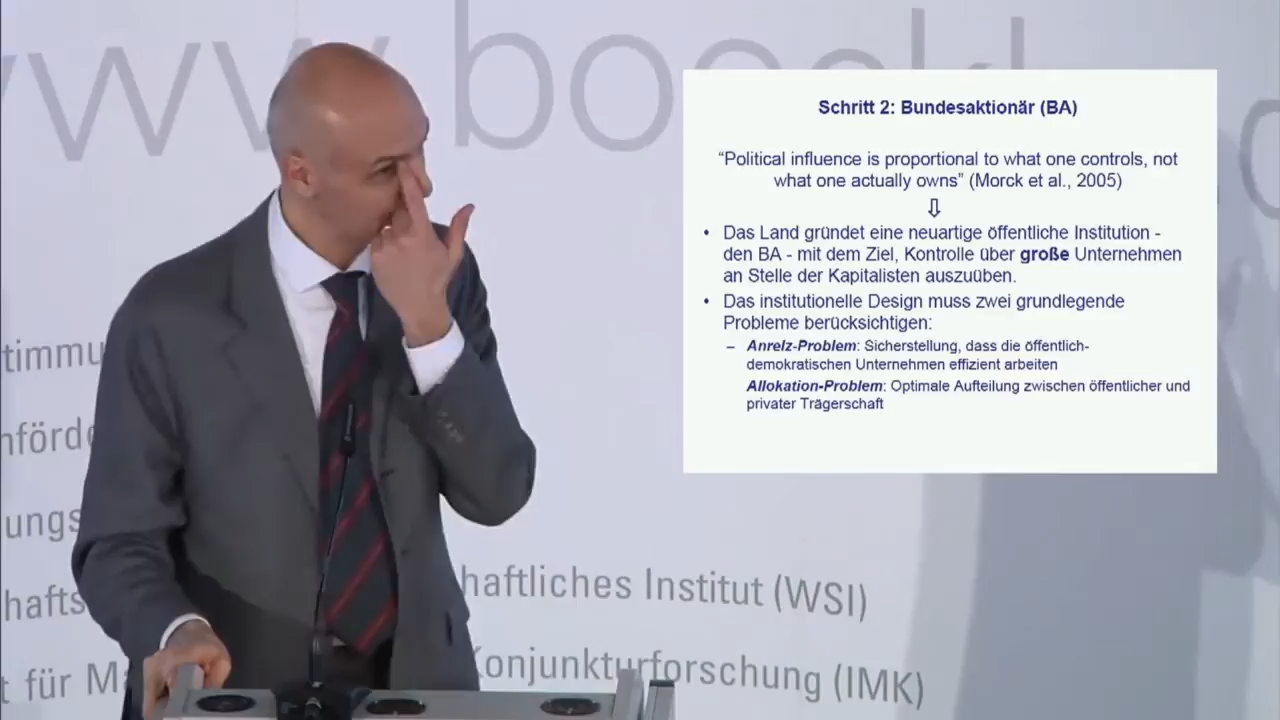 www.boeckl
Schritt 2: Bundesaktionär (BA)
“Political influence is proportional to what one controls, not
what one actually owns” (Morck et al., 2005)
⇩
• Das Land gründet eine neuartige öffentliche Institution -
den BA - mit dem Ziel, Kontrolle über große Unternehmen
an Stelle der Kapitalisten auszuüben.
• Das institutionelle Design muss zwei grundlegende
Probleme berücksichtigen:
– Anreiz-Problem: Sicherstellung, dass die öffentlich-
demokratischen Unternehmen effizient arbeiten
Allokation-Problem: Optimale Aufteilung zwischen öffentlicher und
privater Trägerschaft
timmu
nförde
ungs
hafts haftliches Institut (WSI)
t für Ma Konjunkturforschung (IMK)